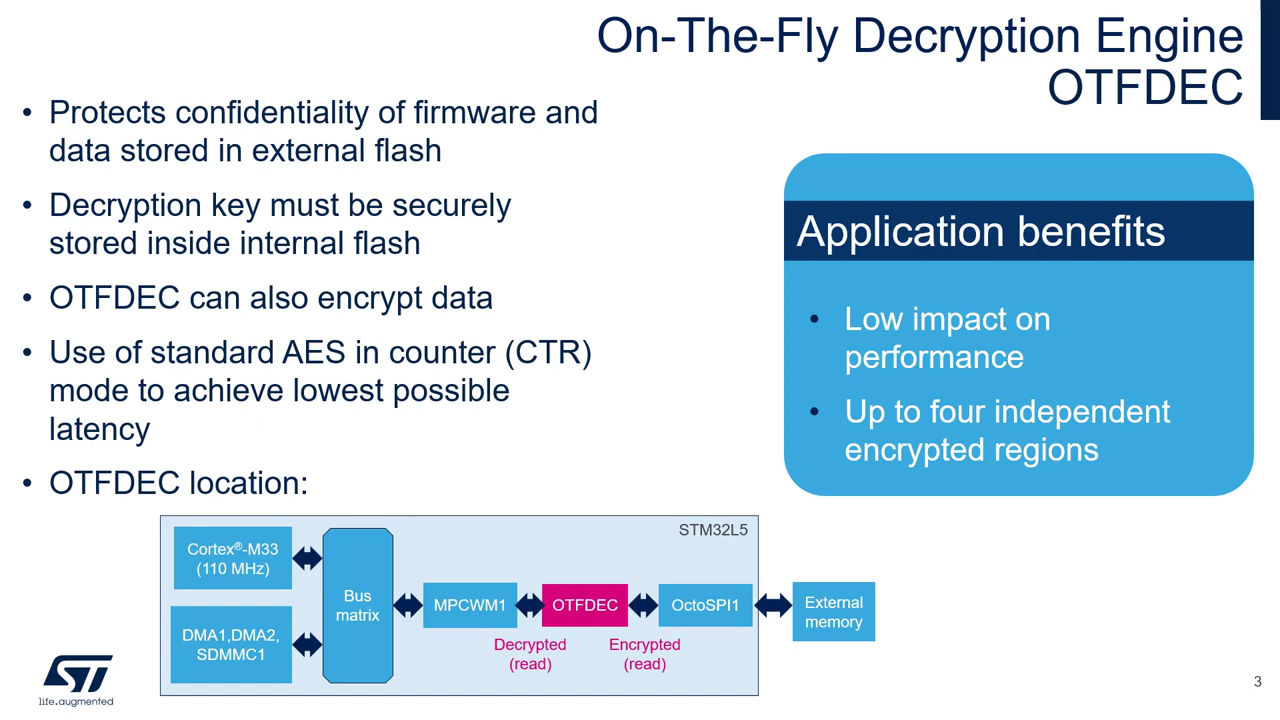 On-The-Fly Decryption Engine
OTFDEC
• Protects confidentiality of firmware and
data stored in external flash
• Decryption key must be securely
stored inside internal flash
• OTFDEC can also encrypt data
• Use of standard AES in counter (CTR)
mode to achieve lowest possible
latency
• OTFDEC location:
Application benefits
• Low impact on
performance
• Up to four independent
encrypted regions
STM32L5
Cortex®-M33
(110 MHz)
DMA1,DMA2,
SDMMC1
Bus
matrix
MPCWM1
OTFDEC
OctoSPI1
External
memory
Decrypted
(read)
Encrypted
(read)
ST
life.augmented
3